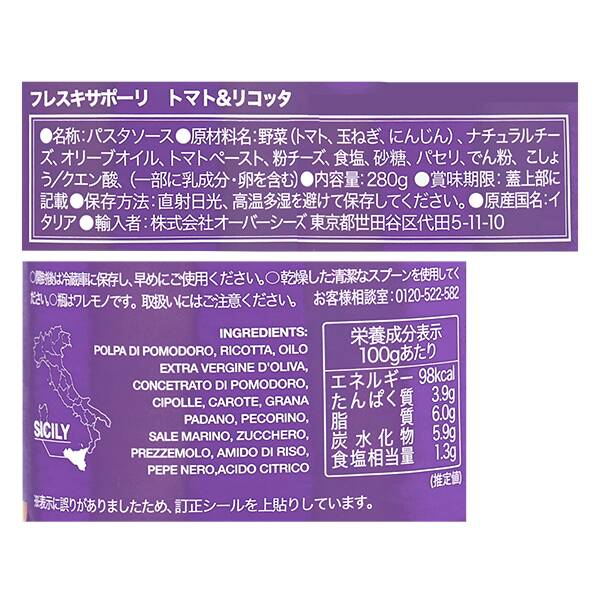 フレスキサポーリ トマト&リコッタ
●名称:パスタソース●原材料名:野菜(トマト、玉ねぎ、にんじん)、ナチュラルチー
ズ、オリーブオイル、トマトペースト、粉チーズ、食塩、砂糖、パセリ、でん粉、こしょ
う/クエン酸、(一部に乳成分・卵を含む)●内容量:280g●賞味期限:蓋上部に
記載●保存方法:直射日光、高温多湿を避けて保存してください。●原産国名:イ
タリア●輸入者:株式会社オーバーシーズ 東京都世田谷区代田5-11-10
○開封後は冷蔵庫に保存し、早めにご使用ください。○乾燥した清潔なスプーンを使用してく
ださい。○瓶はワレモノです。取扱いにはご注意ください。 お客様相談室:0120-522-582
INGREDIENTS:
POLPA DI POMODORO, RICOTTA, OILO
EXTRA VERGINE D'OLIVA,
CONCETRATO DI POMODORO,
CIPOLLE, CAROTE, GRANA
PADANO, PECORINO,
SALE MARINO, ZUCCHERO,
PREZZEMOLO, AMIDO DI RISO,
PEPE NERO,ACIDO CITRICO
SICILY
栄養成分表示
100gあたり
エネルギー 98kcal
たんぱく質 3.9g
脂質 6.0g
炭水化物 5.9g
食塩相当量 1.3g
(推定値)
※表示に誤りがありましたため、訂正シールを上貼りしています。